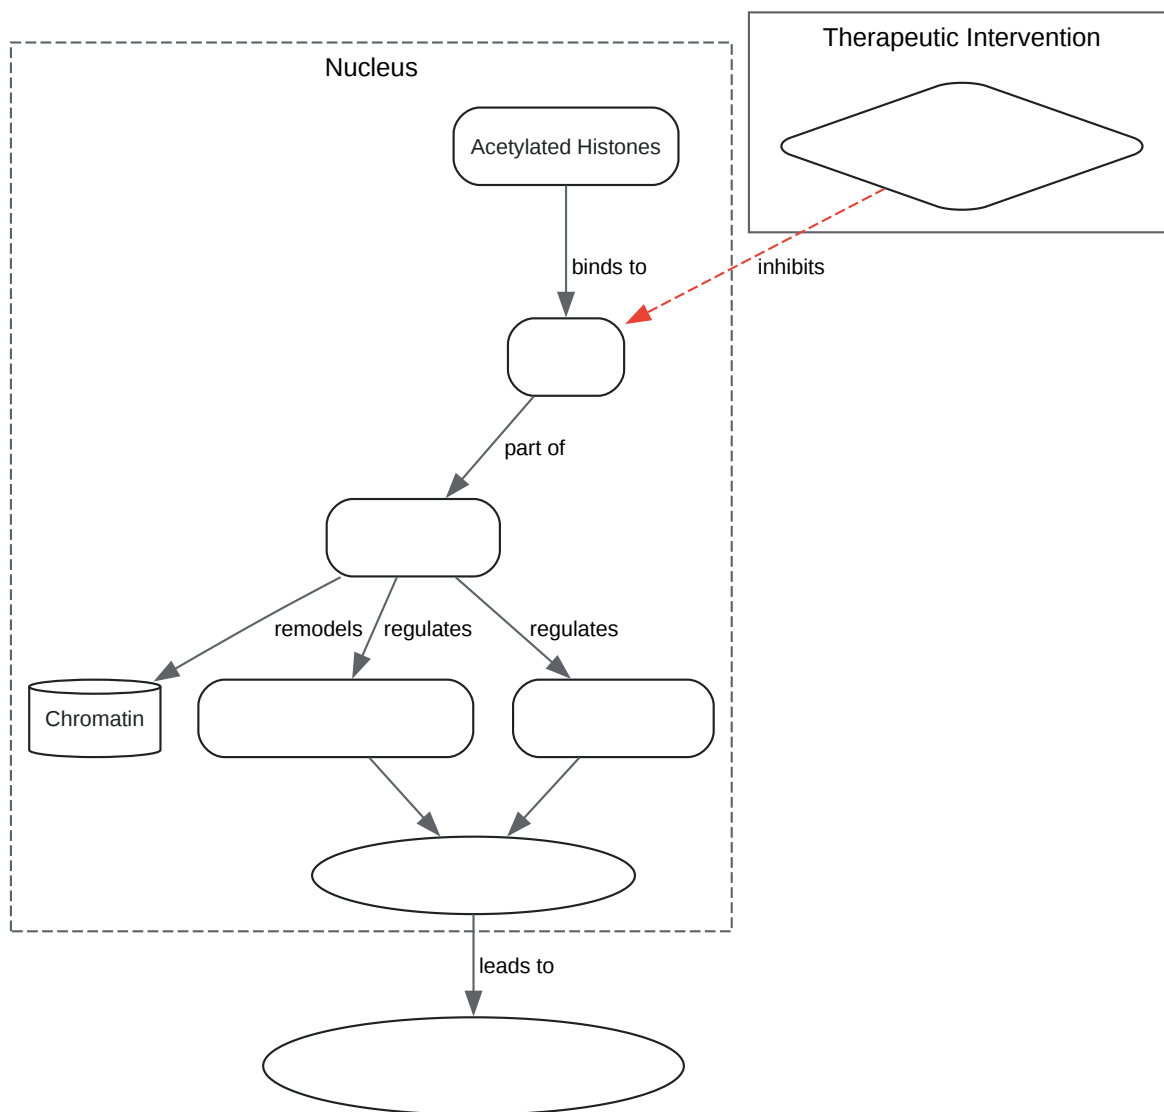 Therapeutic Intervention
Nucleus
Acetylated Histones
binds to
inhibits
part of
remodels
regulates
regulates
Chromatin
leads to